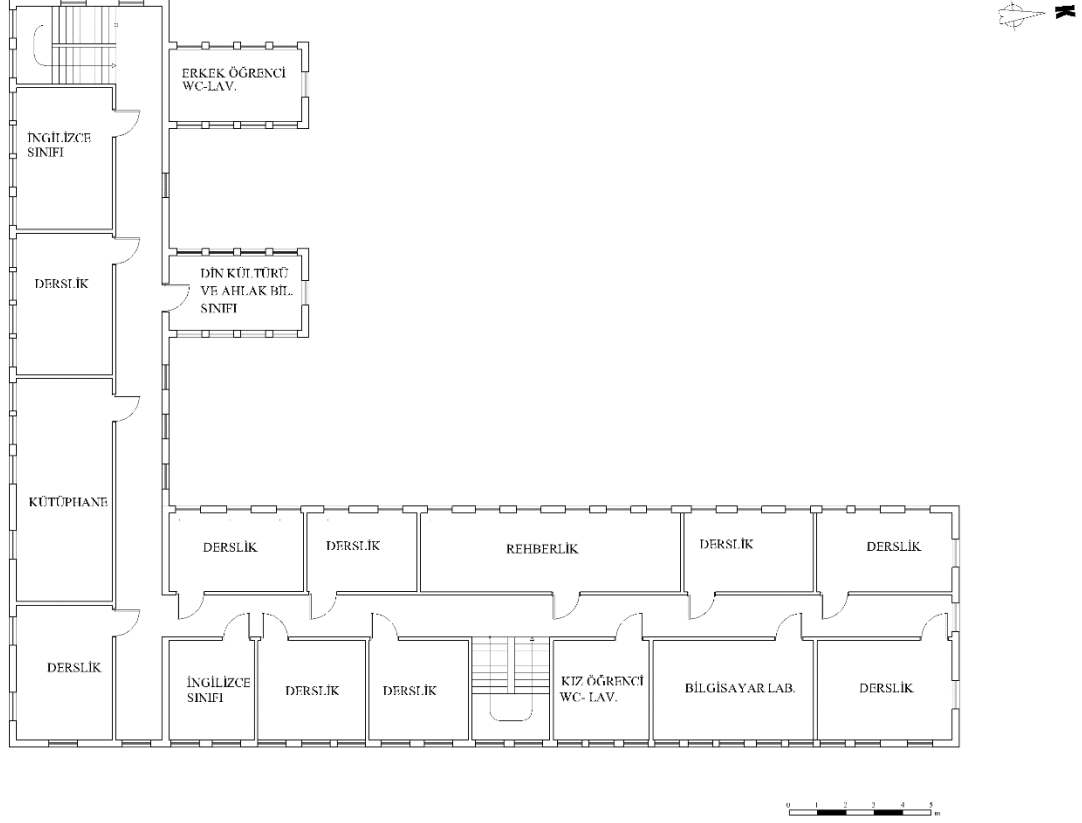 K
ERKEK ÖĞRENCİ
WC-LAV.
İNGİLİZCE
SINIFI
DERSLİK
DİN KÜLTÜRÜ
VE AHLAK BİL.
SINIFI
KÜTÜPHANE
DERSLİK
DERSLİK
REHBERLİK
DERSLİK
DERSLİK
DERSLİK
İNGİLİZCE
SINIFI
DERSLİK
DERSLİK
KIZ ÖĞRENCİ
WC- LAV.
BİLGİSAYAR LAB.
DERSLİK
0 1 2 3 4 5
m